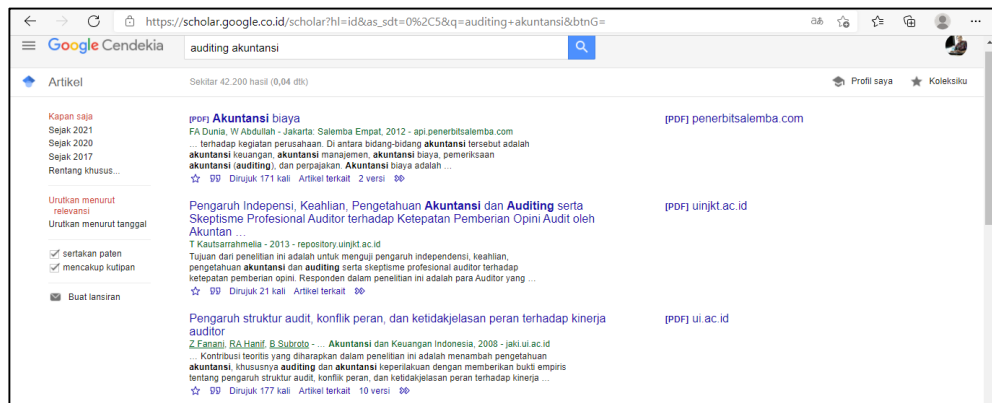 https://scholar.google.co.id/scholar?hl=id&as_sdt=0%2C5&q=auditing+akuntansi&btnG=
Google Cendekia
auditing akuntansi
Artikel
Sekitar 42.200 hasil (0,04 dtk)
Profil saya
Koleksiku
Kapan saja
Sejak 2021
Sejak 2020
Sejak 2017
Rentang khusus...
Urutkan menurut
relevansi
Urutkan menurut tanggal
sertakan paten
mencakup kutipan
Buat lansiran
[PDF] Akuntansi biaya
FA Dunia, W Abdullah - Jakarta: Salemba Empat, 2012 - api.penerbitsalemba.com
... terhadap kegiatan perusahaan. Di antara bidang-bidang akuntansi tersebut adalah
akuntansi keuangan, akuntansi manajemen, akuntansi biaya, pemeriksaan
akuntansi (auditing), dan perpajakan. Akuntansi biaya adalah ...
Dirujuk 171 kali Artikel terkait 2 versi
[PDF] penerbitsalemba.com
Pengaruh Indepensi, Keahlian, Pengetahuan Akuntansi dan Auditing serta
Skeptisme Profesional Auditor terhadap Ketepatan Pemberian Opini Audit oleh
Akuntan ...
T Kautsarrahmelia - 2013 - repository.uinjkt.ac.id
Tujuan dari penelitian ini adalah untuk menguji pengaruh independensi, keahlian,
pengetahuan akuntansi dan auditing serta skeptisme profesional auditor terhadap
ketepatan pemberian opini. Responden dalam penelitian ini adalah para Auditor yang ...
Dirujuk 21 kali Artikel terkait
[PDF] uinjkt.ac.id
Pengaruh struktur audit, konflik peran, dan ketidakjelasan peran terhadap kinerja
auditor
Z Fanani, RA Hanif, B Subroto - ... Akuntansi dan Keuangan Indonesia, 2008 - jaki.ui.ac.id
... Kontribusi teoritis yang diharapkan dalam penelitian ini adalah menambah pengetahuan
akuntansi, khususnya auditing dan akuntansi keperilakuan dengan memberikan bukti empiris
tentang pengaruh struktur audit, konflik peran, dan ketidakjelasan peran terhadap kinerja ...
Dirujuk 177 kali Artikel terkait 10 versi
[PDF] ui.ac.id